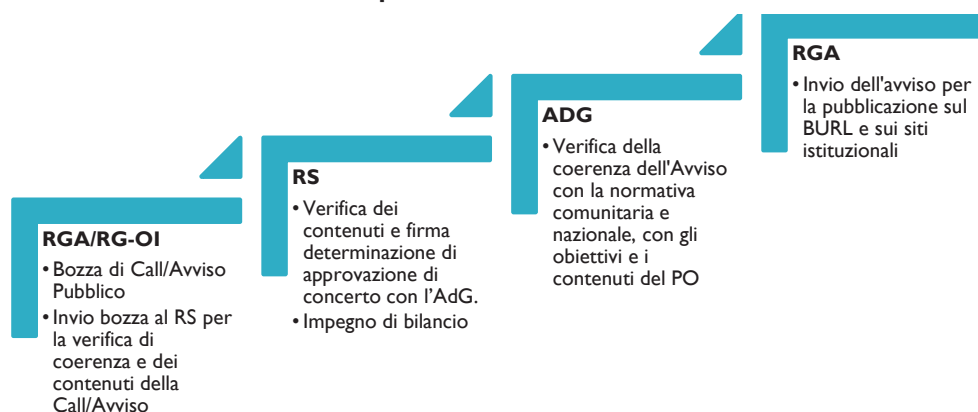 RGA/RG-OI
• Bozza di Call/Avviso
Pubblico
• Invio bozza al RS per
la verifica di
coerenza e dei
contenuti della
Call/Avviso
RS
• Verifica dei
contenuti e firma
determinazione di
approvazione di
concerto con l'AdG.
• Impegno di bilancio
ADG
• Verifica della
coerenza dell'Avviso
con la normativa
comunitaria e
nazionale, con gli
obiettivi e i
contenuti del PO
RGA
• Invio dell'avviso per
la pubblicazione sul
BURL e sui siti
istituzionali